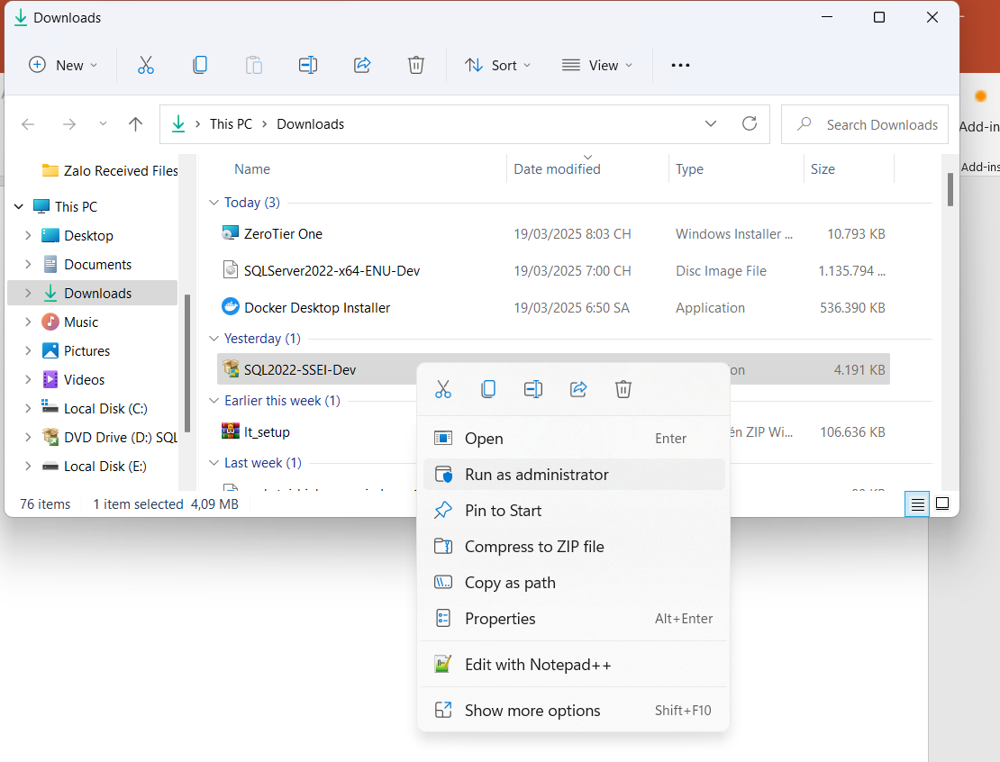 Downloads
New
Sort
View
This PC
Downloads
Search Downloads
Add-in
Add-ins
Zalo Received Files
This PC
Desktop
Documents
Downloads
Music
Pictures
Videos
Local Disk (C:)
DVD Drive (D:) SQL
Local Disk (E:)
Name Date modified Type Size
Today (3)
ZeroTier One 19/03/2025 8:03 CH Windows Installer ... 10.793 KB
SQLServer2022-x64-ENU-Dev 19/03/2025 7:00 CH Disc Image File 1.135.794 ...
Docker Desktop Installer 19/03/2025 6:50 SA Application 536.390 KB
Yesterday (1)
SQL2022-SSEI-Dev on 4.191 KB
Earlier this week (1)
lt_setup én ZIP Wi... 106.636 KB
Last week (1)
76 items 1 item selected 4,09 MB
Open Enter
Run as administrator
Pin to Start
Compress to ZIP file
Copy as path
Properties Alt+Enter
Edit with Notepad++
Show more options Shift+F10